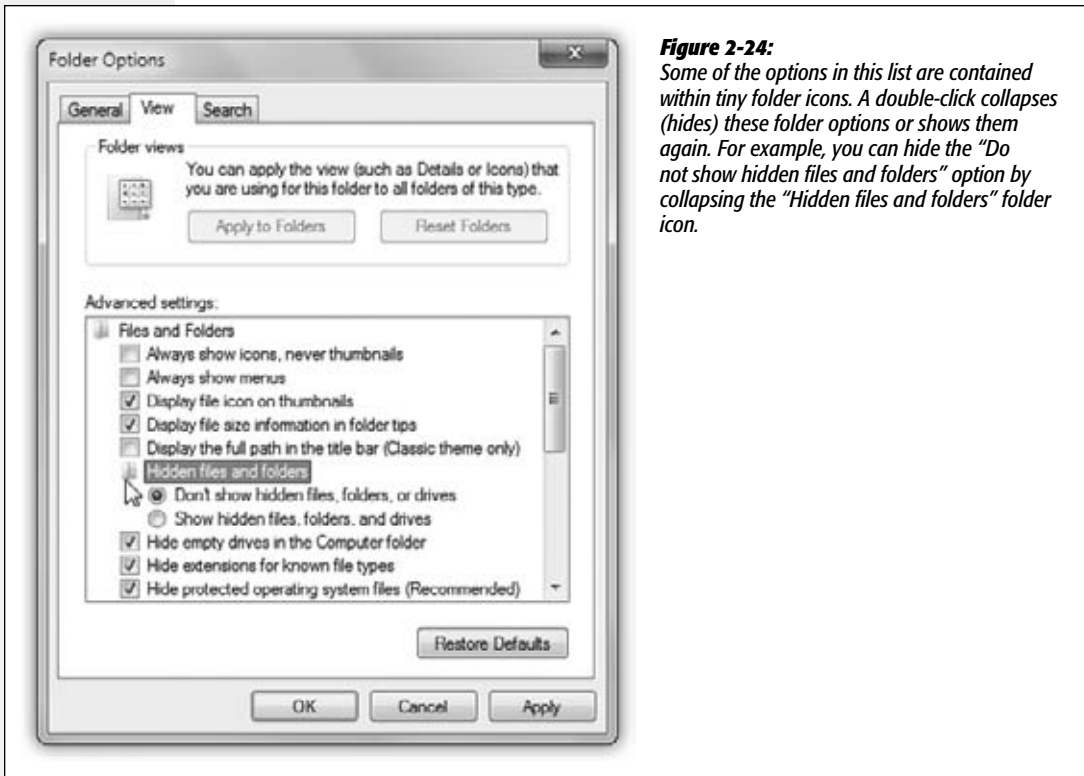 Folder Options
General
View
Search
Folder views
You can apply the view (such as Details or Icons) that
you are using for this folder to all folders of this type.
Apply to Folders
Reset Folders
Advanced settings:
Files and Folders
Always show icons, never thumbnails
Always show menus
Display file icon on thumbnails
Display file size information in folder tips
Display the full path in the title bar (Classic theme only)
Hidden files and folders
Don't show hidden files, folders, or drives
Show hidden files, folders, and drives
Hide empty drives in the Computer folder
Hide extensions for known file types
Hide protected operating system files (Recommended)
Restore Defaults
OK
Cancel
Apply
Figure 2-24:
Some of the options in this list are contained
within tiny folder icons. A double-click collapses
(hides) these folder options or shows them
again. For example, you can hide the “Do
not show hidden files and folders” option by
collapsing the “Hidden files and folders” folder
icon.